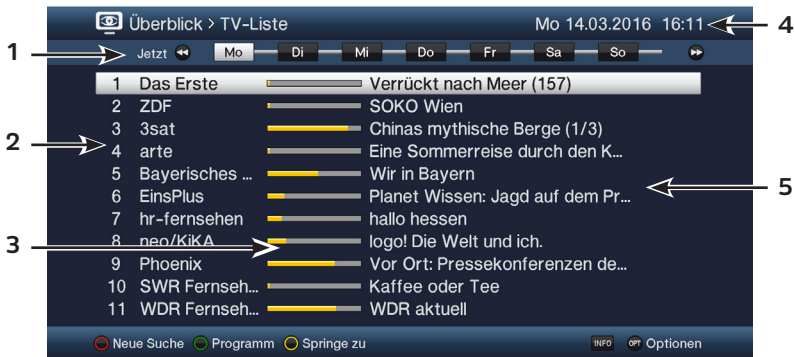 Überblick > TV-Liste Mo 14.03.2016 16:11 4
1 Jetzt Mo Di Mi Do Fr Sa So
1 Das Erste Verrückt nach Meer (157)
2 ZDF SOKO Wien
3 3sat Chinas mythische Berge (1/3)
2 4 arte Eine Sommerreise durch den K...
5 Bayerisches ... Wir in Bayern
6 EinsPlus Planet Wissen: Jagd auf dem Pr... 5
7 hr-fernsehen hallo hessen
3 8 neo/KiKA logo! Die Welt und ich.
9 Phoenix Vor Ort: Pressekonferenzen de...
10 SWR Fernseh... Kaffee oder Tee
11 WDR Fernseh... WDR aktuell
Neue Suche Programm Springe zu INFO OPT Optionen